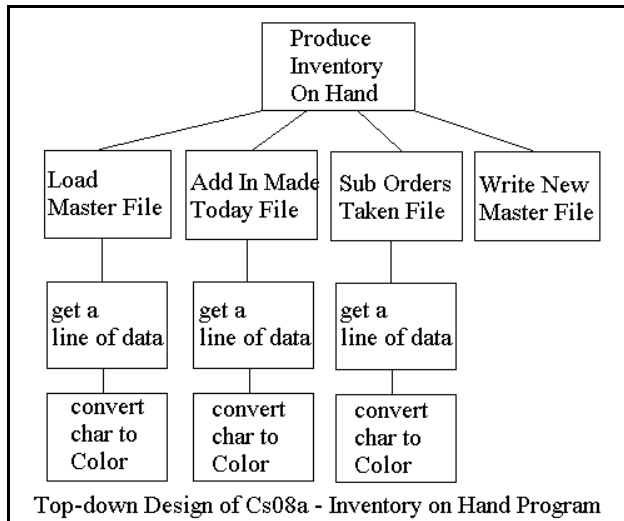 Produce
Inventory
On Hand
Load
Master File
Add In Made
Today File
Sub Orders
Taken File
Write New
Master File
get a
line of data
get a
line of data
get a
line of data
convert
char to
Color
convert
char to
Color
convert
char to
Color
Top-down Design of Cs08a - Inventory on Hand Program